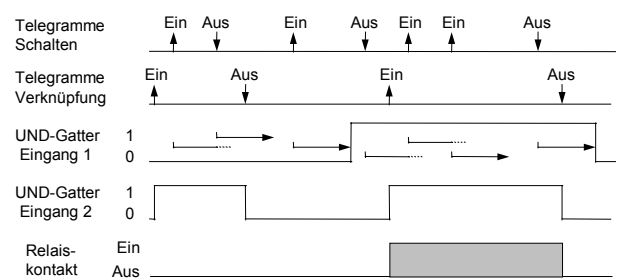 Telegramme Schalten
Ein Aus Ein Aus Ein Ein Aus
Telegramme Verknüpfung
Ein Aus Ein Aus
UND-Gatter Eingang 1
1
0
UND-Gatter Eingang 2
1
0
Relais-kontakt
Ein
Aus